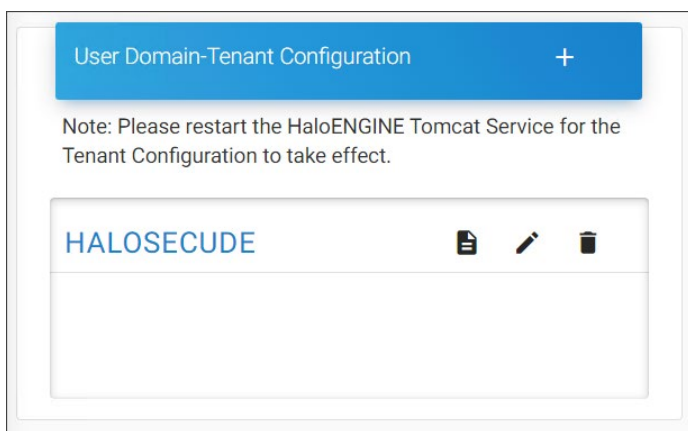 User Domain-Tenant Configuration +
Note: Please restart the HaloENGINE Tomcat Service for the
Tenant Configuration to take effect.
HALOSECUDE